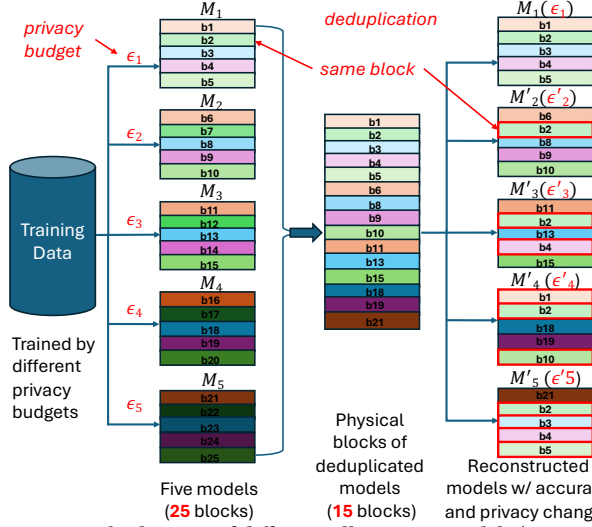 privacy
budget
M1
b1
b2
b3
b4
b5
ϵ1
M2
b6
b7
b8
b9
b10
ϵ2
M3
b11
b12
b13
b14
b15
ϵ3
M4
b16
b17
b18
b19
b20
ϵ4
M5
b21
b22
b23
b24
b25
ϵ5
Training
Data
Trained by
different
privacy
budgets
Five models
(25 blocks)
deduplication
same block
b1
b2
b3
b4
b5
b6
b8
b9
b10
b11
b13
b15
b18
b19
b21
Physical
blocks of
deduplicated
models
(15 blocks)
M1(ϵ1)
b1
b2
b3
b4
b5
M′2(ϵ′2)
b6
b2
b8
b9
b10
M′3(ϵ′3)
b11
b2
b13
b4
b15
M′4(ϵ′4)
b1
b2
b18
b19
b10
M′5(ϵ′5)
b21
b2
b3
b4
b5
Reconstructed
models w/ accura
and privacy chang